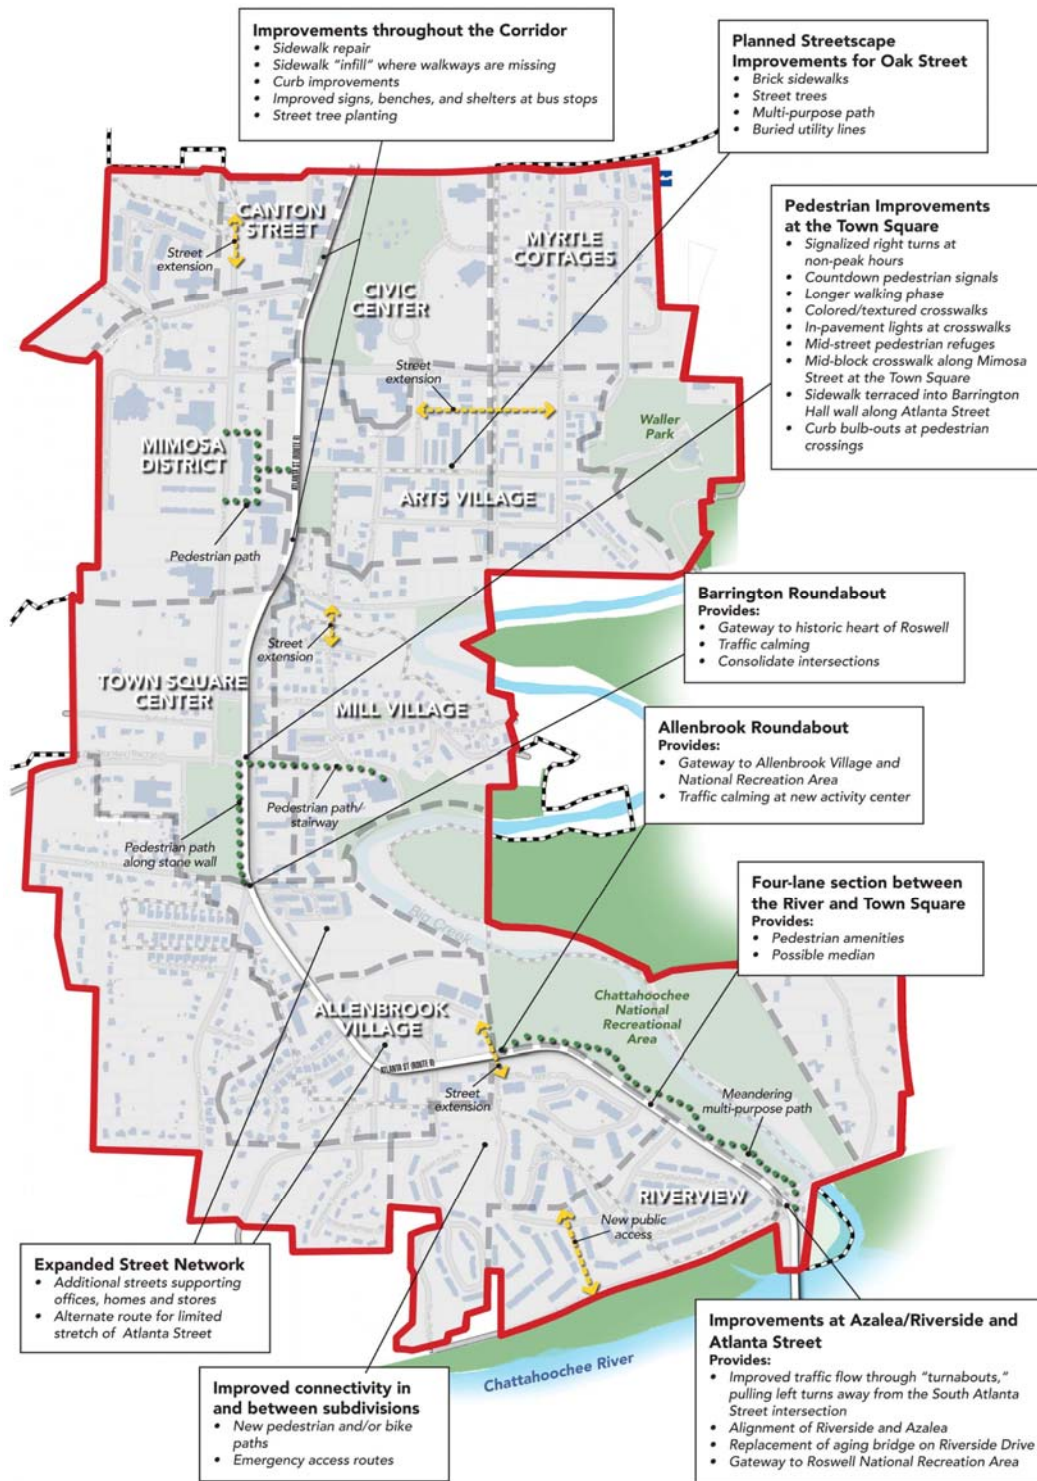 Improvements throughout the Corridor
• Sidewalk repair
• Sidewalk "infill" where walkways are missing
• Curb improvements
• Improved signs, benches, and shelters at bus stops
• Street tree planting
Planned Streetscape
Improvements for Oak Street
• Brick sidewalks
• Street trees
• Multi-purpose path
• Buried utility lines
Pedestrian Improvements
at the Town Square
• Signalized right turns at
non-peak hours
• Countdown pedestrian signals
• Longer walking phase
• Colored/textured crosswalks
• In-pavement lights at crosswalks
• Mid-street pedestrian refuges
• Mid-block crosswalk along Mimosa
Street at the Town Square
• Sidewalk terraced into Barrington
Hall wall along Atlanta Street
• Curb bulb-outs at pedestrian
crossings
CANTON
STREET
Street
extension
MYRTLE
COTTAGES
CIVIC
CENTER
Street
extension
Waller
Park
MIMOSA
DISTRICT
ATLANTA ST (ROUTE 9)
ARTS VILLAGE
Pedestrian path
Barrington Roundabout
Provides:
• Gateway to historic heart of Roswell
• Traffic calming
• Consolidate intersections
Street
extension
TOWN SQUARE
CENTER
MILL VILLAGE
Allenbrook Roundabout
Provides:
• Gateway to Allenbrook Village and
National Recreation Area
• Traffic calming at new activity center
Pedestrian path/
stairway
Pedestrian path
along stone wall
Four-lane section between
the River and Town Square
Provides:
• Pedestrian amenities
• Possible median
Big Creek
Chattahoochee
National
Recreational
Area
ALLENBROOK
VILLAGE
ATLANTA ST (ROUTE 9)
Street
extension
Meandering
multi-purpose path
RIVERVIEW
New public
access
Expanded Street Network
• Additional streets supporting
offices, homes and stores
• Alternate route for limited
stretch of Atlanta Street
Improved connectivity in
and between subdivisions
• New pedestrian and/or bike
paths
• Emergency access routes
Chattahoochee River
Improvements at Azalea/Riverside and
Atlanta Street
Provides:
• Improved traffic flow through "turnabouts,"
pulling left turns away from the South Atlanta
Street intersection
• Alignment of Riverside and Azalea
• Replacement of aging bridge on Riverside Drive
• Gateway to Roswell National Recreation Area